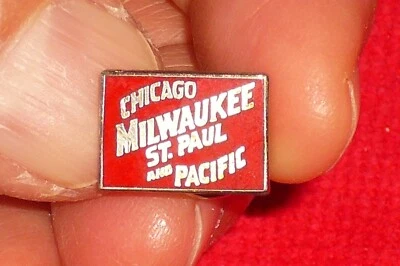 CHICAGO
MILWAUKEE
ST. PAUL
AND PACIFIC